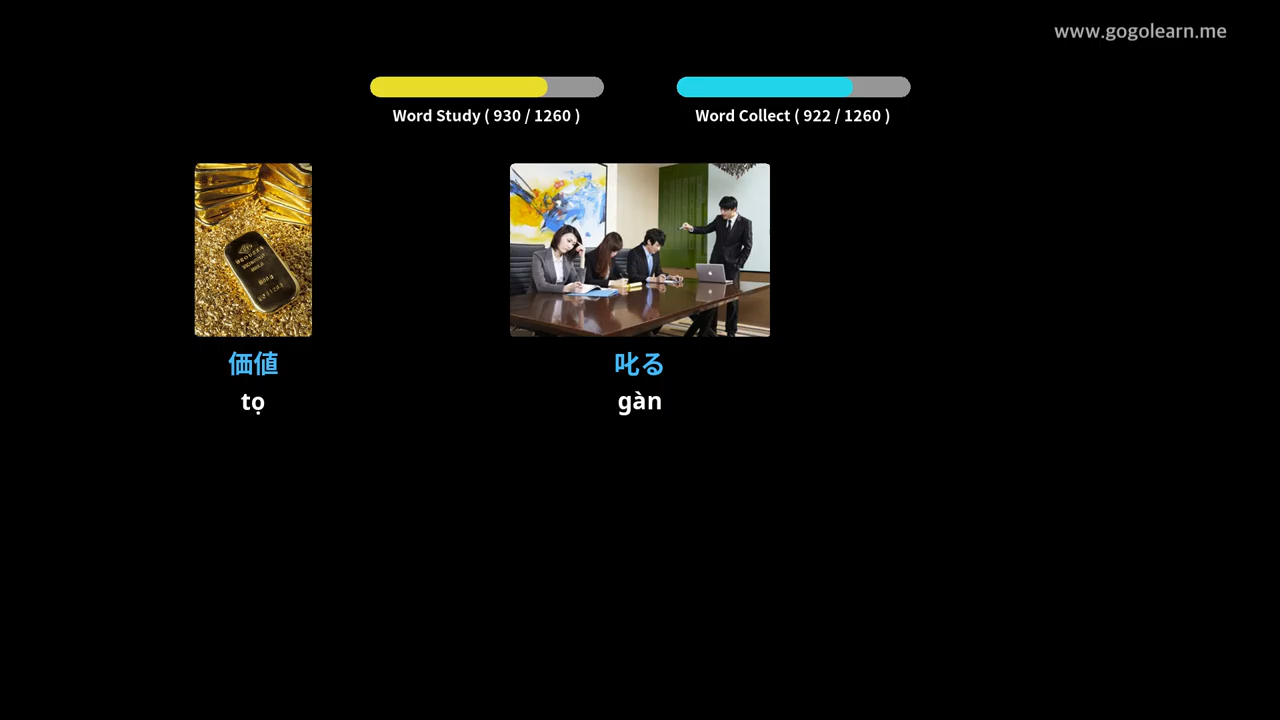 www.gogolearn.me
Word Study ( 930 / 1260 )
Word Collect ( 922 / 1260 )
価値
tọ
叱る
gàn